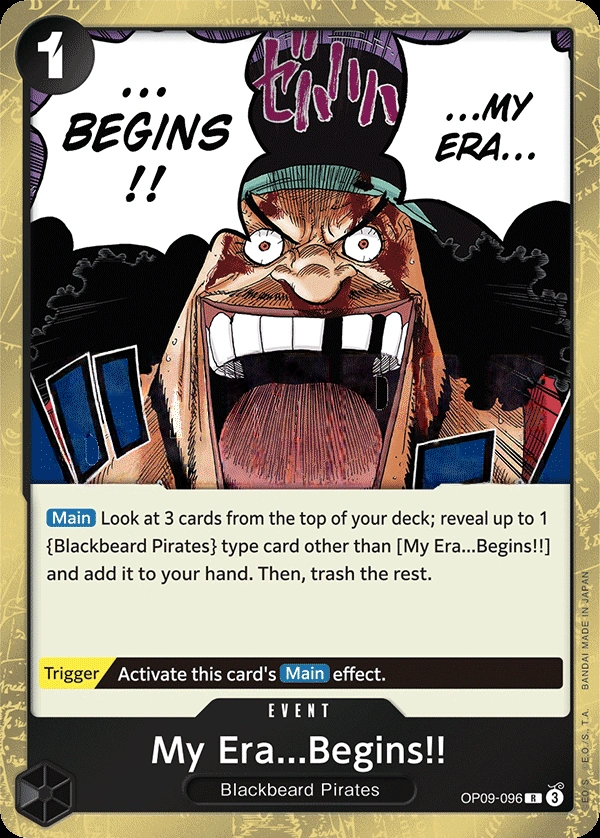 1
...
BEGINS
!!
...MY
ERA...
ゼハハハ
Main Look at 3 cards from the top of your deck; reveal up to 1
{Blackbeard Pirates} type card other than [My Era...Begins!!]
and add it to your hand. Then, trash the rest.
Trigger Activate this card's Main effect.
EVENT
My Era...Begins!!
Blackbeard Pirates
OP09-096 R 3
©E.O./S, T.A. BANDAI MADE IN JAPAN